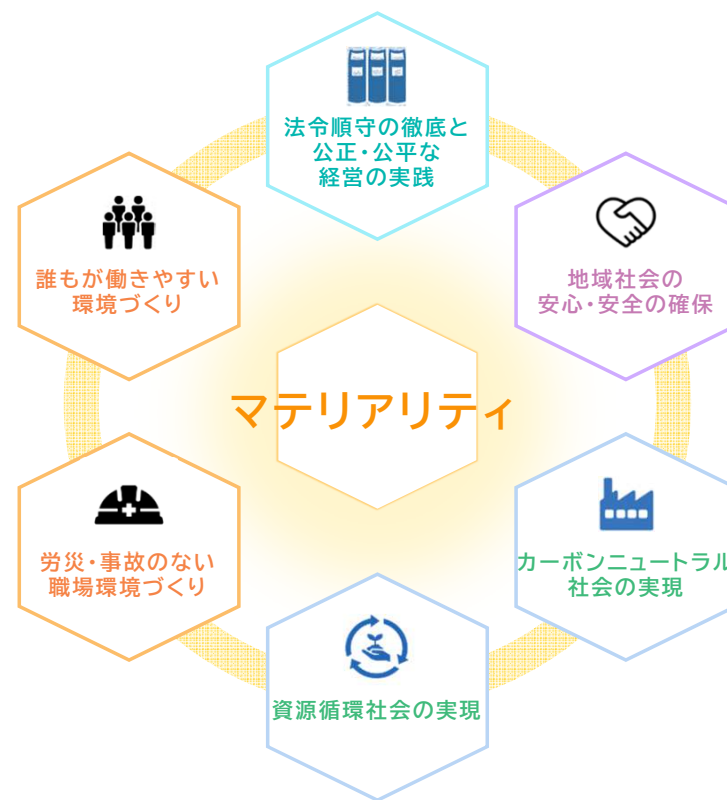 法令順守の徹底と
公正・公平な
経営の実践
誰もが働きやすい
環境づくり
地域社会の
安心・安全の確保
マテリアリティ
労災・事故のない
職場環境づくり
カーボンニュートラル
社会の実現
資源循環社会の実現